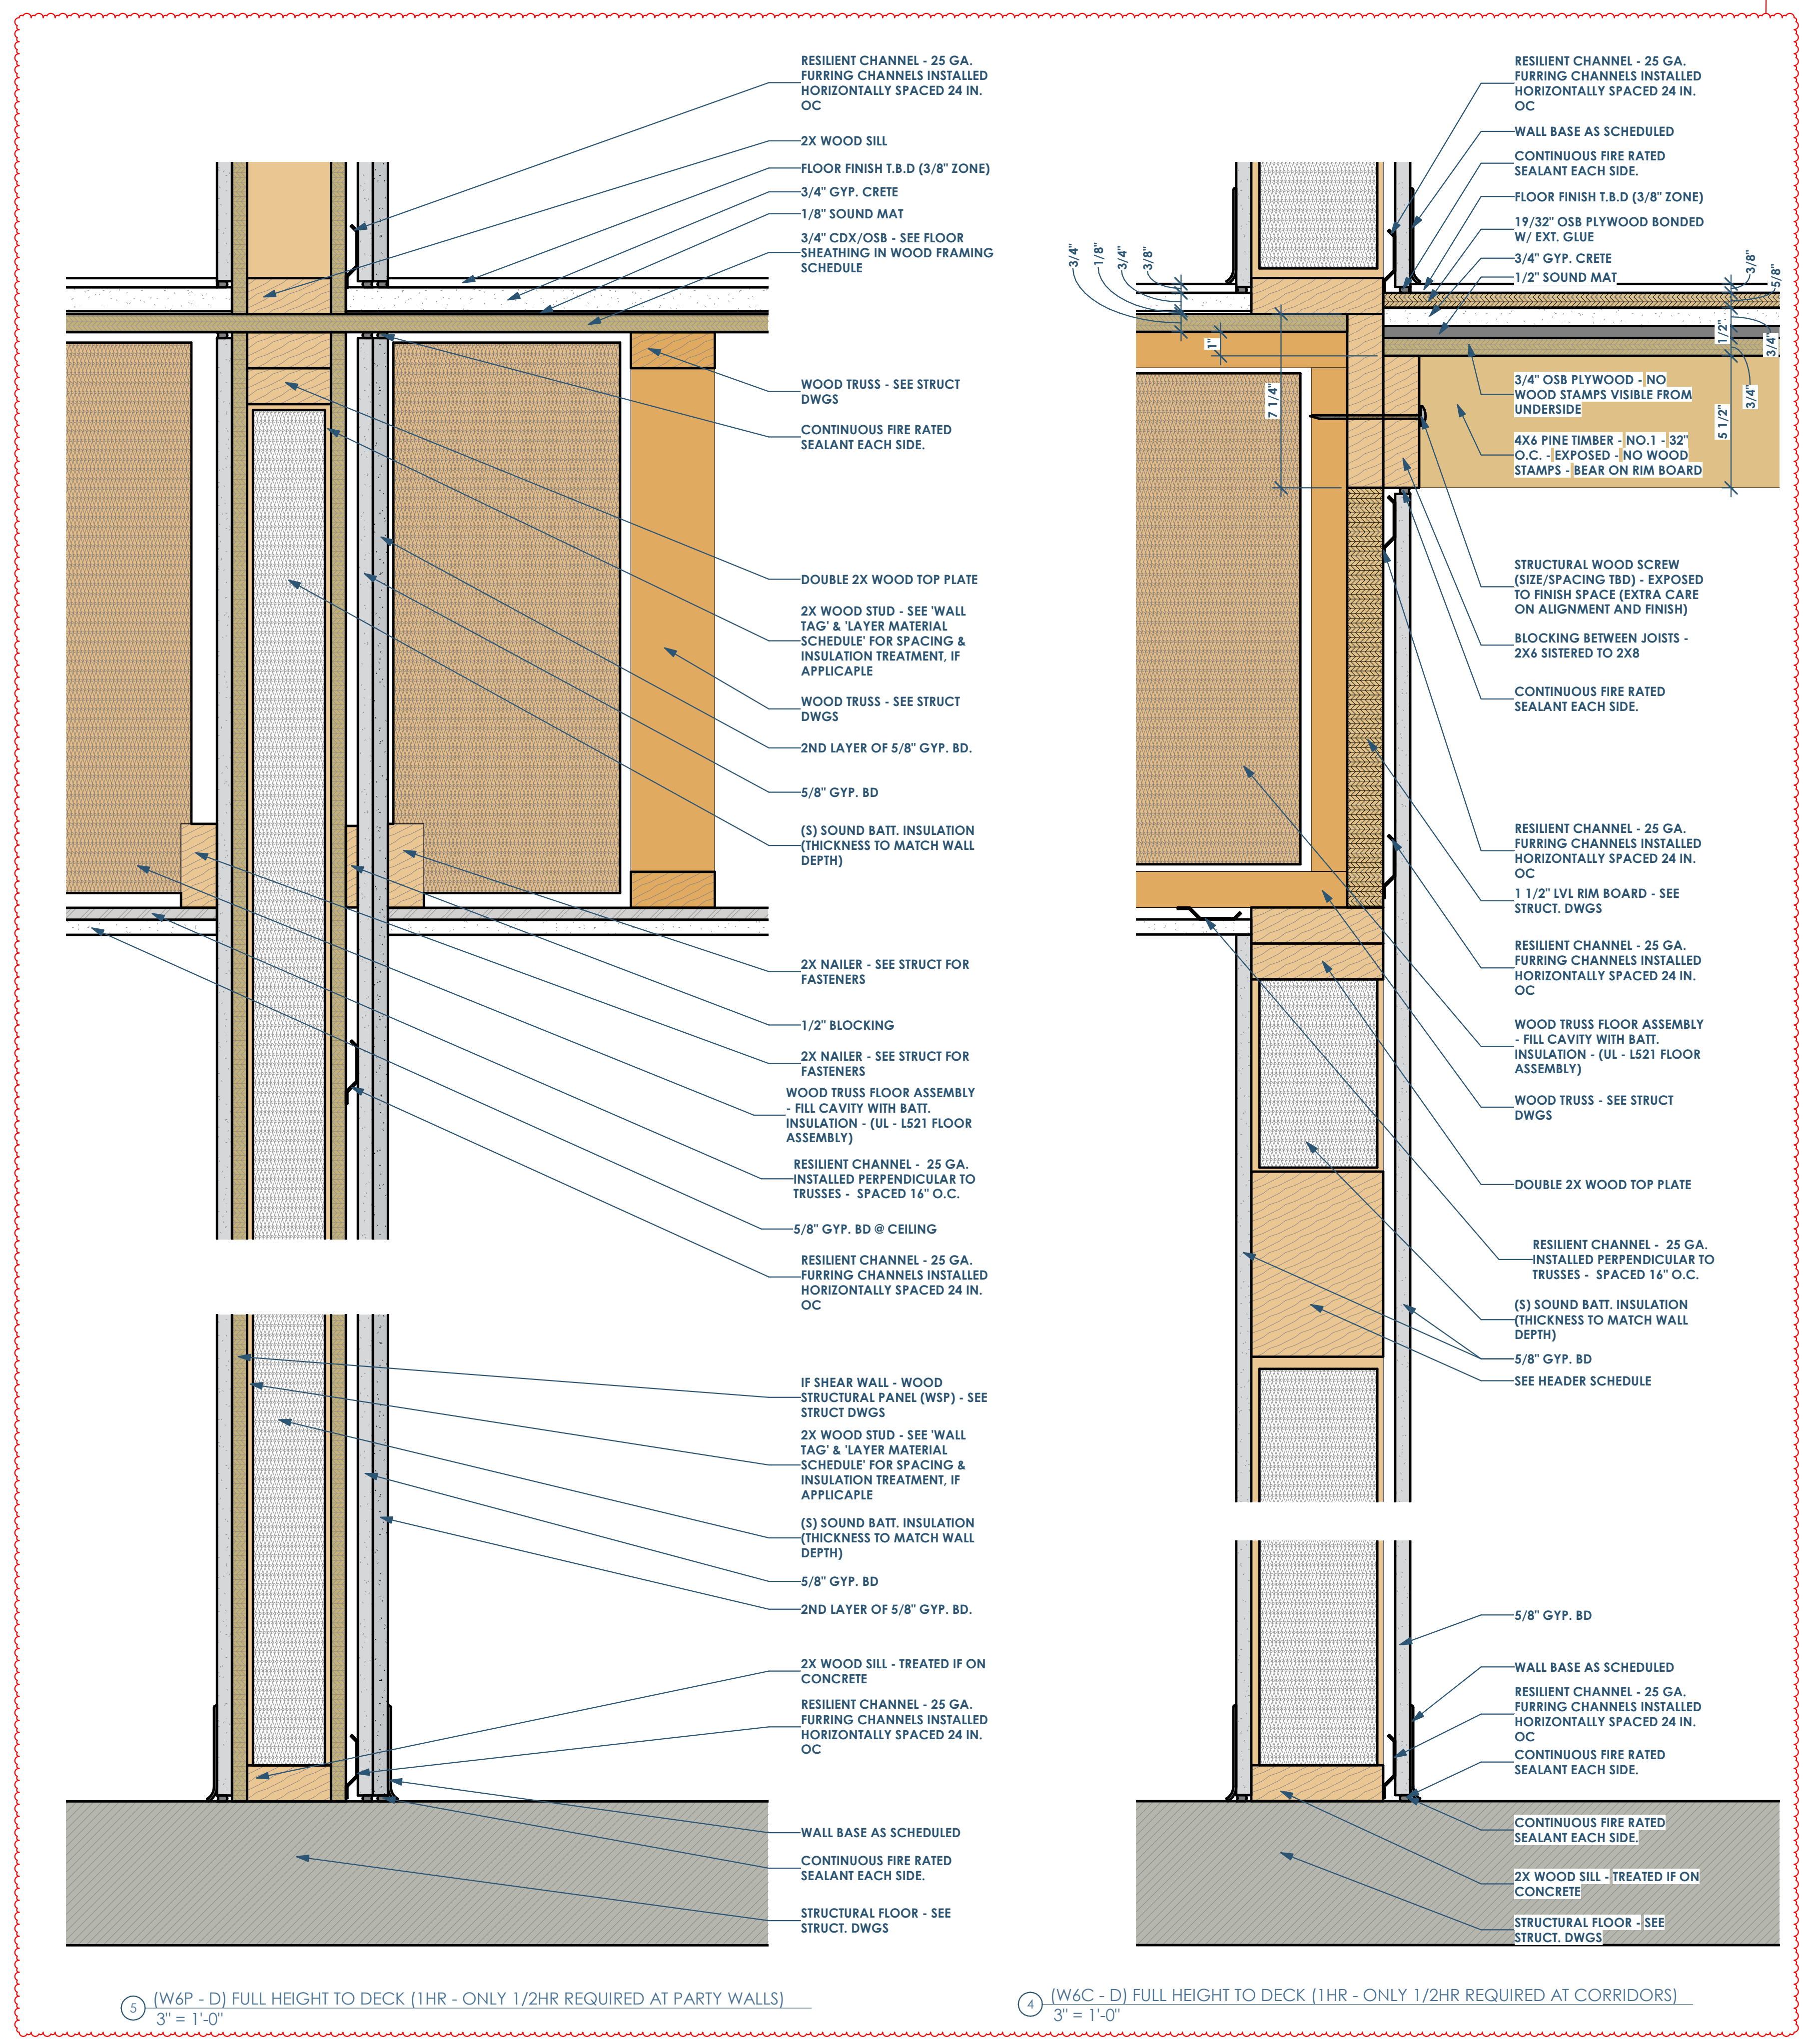 RESILIENT CHANNEL - 25 GA.
FURRING CHANNELS INSTALLED
HORIZONTALLY SPACED 24 IN.
OC
2X WOOD SILL
FLOOR FINISH T.B.D (3/8" ZONE)
3/4" GYP. CRETE
1/8" SOUND MAT
3/4" CDX/OSB - SEE FLOOR
SHEATHING IN WOOD FRAMING
SCHEDULE
WOOD TRUSS - SEE STRUCT
DWGS
CONTINUOUS FIRE RATED
SEALANT EACH SIDE.
DOUBLE 2X WOOD TOP PLATE
2X WOOD STUD - SEE 'WALL
TAG' & 'LAYER MATERIAL
SCHEDULE' FOR SPACING &
INSULATION TREATMENT, IF
APPLICAPLE
WOOD TRUSS - SEE STRUCT
DWGS
2ND LAYER OF 5/8" GYP. BD.
5/8" GYP. BD
(S) SOUND BATT. INSULATION
(THICKNESS TO MATCH WALL
DEPTH)
2X NAILER - SEE STRUCT FOR
FASTENERS
1/2" BLOCKING
2X NAILER - SEE STRUCT FOR
FASTENERS
WOOD TRUSS FLOOR ASSEMBLY
- FILL CAVITY WITH BATT.
INSULATION - (UL - L521 FLOOR
ASSEMBLY)
RESILIENT CHANNEL -  25 GA.
INSTALLED PERPENDICULAR TO
TRUSSES -  SPACED 16" O.C.
5/8" GYP. BD @ CEILING
RESILIENT CHANNEL - 25 GA.
FURRING CHANNELS INSTALLED
HORIZONTALLY SPACED 24 IN.
OC
IF SHEAR WALL - WOOD
STRUCTURAL PANEL (WSP) - SEE
STRUCT DWGS
2X WOOD STUD - SEE 'WALL
TAG' & 'LAYER MATERIAL
SCHEDULE' FOR SPACING &
INSULATION TREATMENT, IF
APPLICAPLE
(S) SOUND BATT. INSULATION
(THICKNESS TO MATCH WALL
DEPTH)
5/8" GYP. BD
2ND LAYER OF 5/8" GYP. BD.
2X WOOD SILL - TREATED IF ON
CONCRETE
RESILIENT CHANNEL - 25 GA.
FURRING CHANNELS INSTALLED
HORIZONTALLY SPACED 24 IN.
OC
WALL BASE AS SCHEDULED
CONTINUOUS FIRE RATED
SEALANT EACH SIDE.
STRUCTURAL FLOOR - SEE
STRUCT. DWGS
5
(W6P - D) FULL HEIGHT TO DECK (1HR - ONLY 1/2HR REQUIRED AT PARTY WALLS)
3" = 1'-0"
RESILIENT CHANNEL - 25 GA.
FURRING CHANNELS INSTALLED
HORIZONTALLY SPACED 24 IN.
OC
WALL BASE AS SCHEDULED
CONTINUOUS FIRE RATED
SEALANT EACH SIDE.
FLOOR FINISH T.B.D (3/8" ZONE)
19/32" OSB PLYWOOD BONDED
W/ EXT. GLUE
3/4" GYP. CRETE
1/2" SOUND MAT
3/4"
1/8"
3/4"
3/8"
1"
7 1/4"
3/8"
5/8"
1/2"
3/4"
3/4"
5 1/2"
3/4" OSB PLYWOOD - NO
WOOD STAMPS VISIBLE FROM
UNDERSIDE
4X6 PINE TIMBER - NO.1 - 32"
O.C. - EXPOSED - NO WOOD
STAMPS - BEAR ON RIM BOARD
STRUCTURAL WOOD SCREW
(SIZE/SPACING TBD) - EXPOSED
TO FINISH SPACE (EXTRA CARE
ON ALIGNMENT AND FINISH)
BLOCKING BETWEEN JOISTS -
2X6 SISTERED TO 2X8
CONTINUOUS FIRE RATED
SEALANT EACH SIDE.
RESILIENT CHANNEL - 25 GA.
FURRING CHANNELS INSTALLED
HORIZONTALLY SPACED 24 IN.
OC
1 1/2" LVL RIM BOARD - SEE
STRUCT. DWGS
RESILIENT CHANNEL - 25 GA.
FURRING CHANNELS INSTALLED
HORIZONTALLY SPACED 24 IN.
OC
WOOD TRUSS FLOOR ASSEMBLY
- FILL CAVITY WITH BATT.
INSULATION - (UL - L521 FLOOR
ASSEMBLY)
WOOD TRUSS - SEE STRUCT
DWGS
DOUBLE 2X WOOD TOP PLATE
RESILIENT CHANNEL -  25 GA.
INSTALLED PERPENDICULAR TO
TRUSSES -  SPACED 16" O.C.
(S) SOUND BATT. INSULATION
(THICKNESS TO MATCH WALL
DEPTH)
5/8" GYP. BD
SEE HEADER SCHEDULE
5/8" GYP. BD
WALL BASE AS SCHEDULED
RESILIENT CHANNEL - 25 GA.
FURRING CHANNELS INSTALLED
HORIZONTALLY SPACED 24 IN.
OC
CONTINUOUS FIRE RATED
SEALANT EACH SIDE.
CONTINUOUS FIRE RATED
SEALANT EACH SIDE.
2X WOOD SILL - TREATED IF ON
CONCRETE
STRUCTURAL FLOOR - SEE
STRUCT. DWGS
4
(W6C - D) FULL HEIGHT TO DECK (1HR - ONLY 1/2HR REQUIRED AT CORRIDORS)
3" = 1'-0"